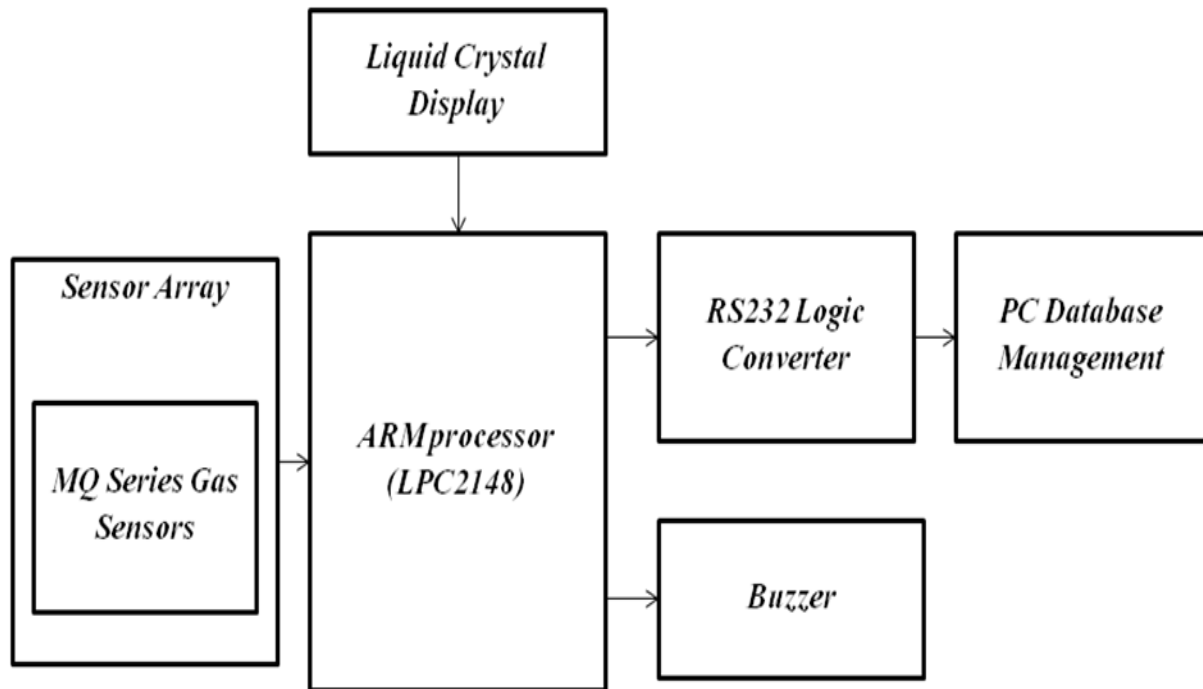 Liquid Crystal
Display
Sensor Array
MQ Series Gas
Sensors
ARM processor
(LPC2148)
RS232 Logic
Converter
PC Database
Management
Buzzer